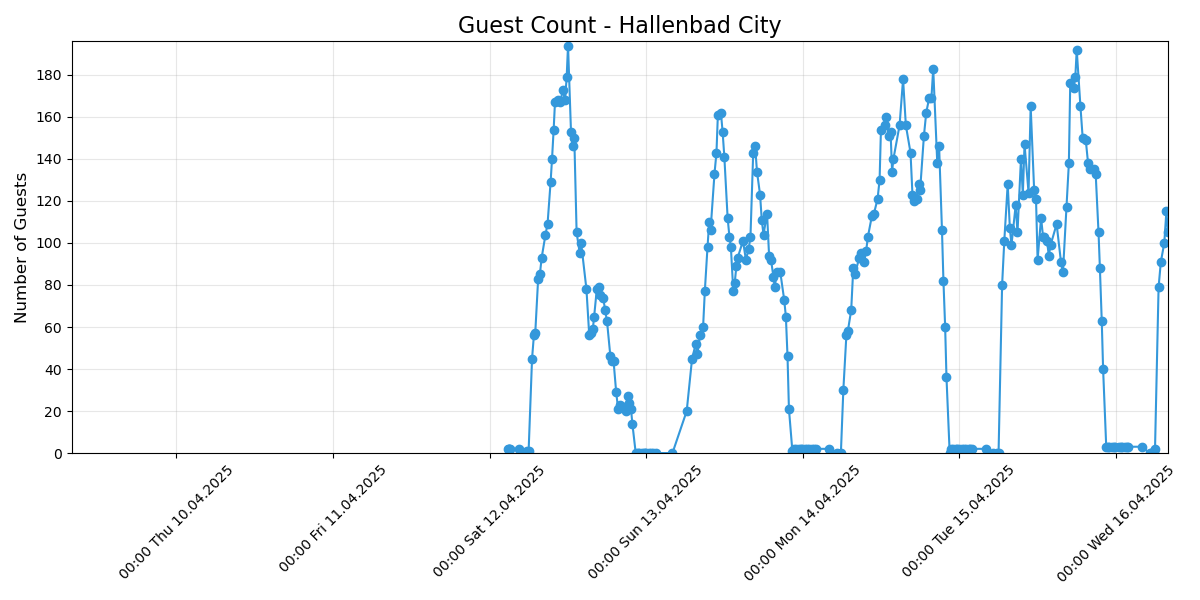 Guest Count - Hallenbad City
Number of Guests
180
160
140
120
100
80
60
40
20
0
00:00 Thu 10.04.2025
00:00 Fri 11.04.2025
00:00 Sat 12.04.2025
00:00 Sun 13.04.2025
00:00 Mon 14.04.2025
00:00 Tue 15.04.2025
00:00 Wed 16.04.2025